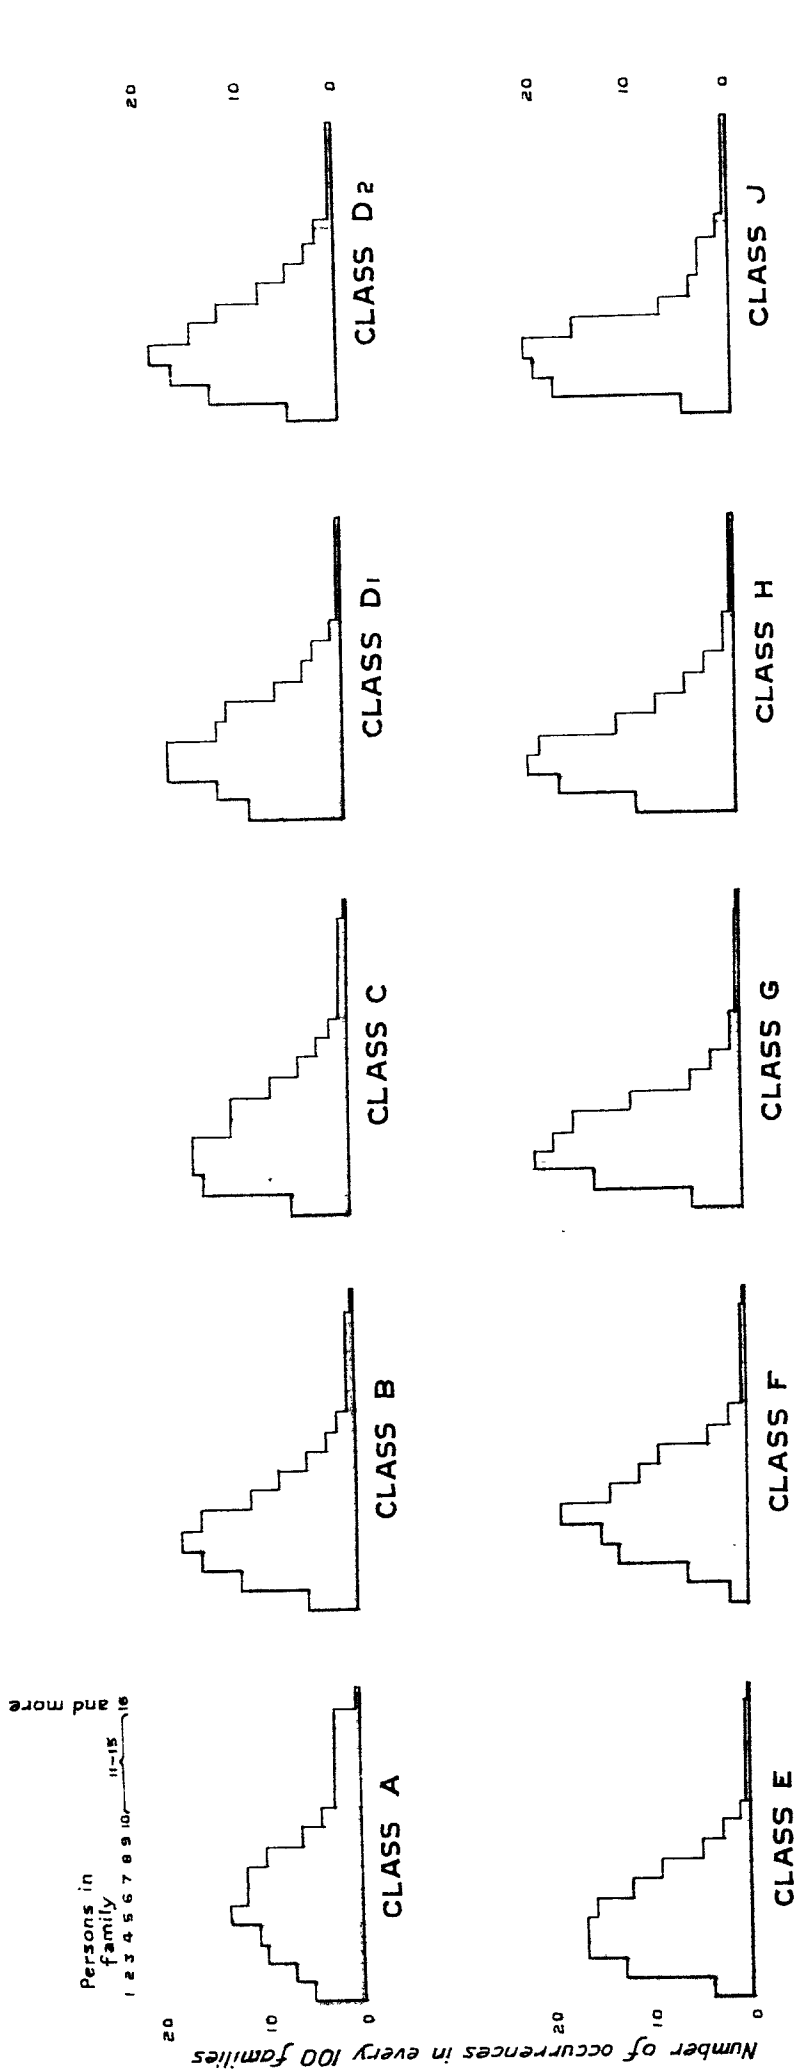 Persons in
family
1 2 3 4 5 6 7 8 9 10 11-15 16
and more
20
10
0
CLASS A
CLASS B
CLASS C
CLASS D1
CLASS D2
20
10
0
Number of occurrences in every 100 families
20
10
0
CLASS E
CLASS F
CLASS G
CLASS H
CLASS J
20
10
0